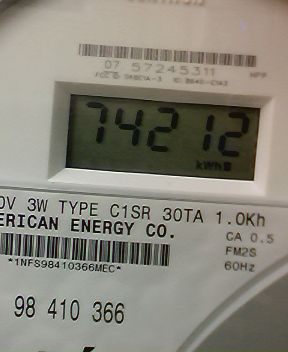 07 57245311
74212
kWh
0V 3W TYPE C1SR 30TA 1.0Kh
ERICAN ENERGY CO.
CA 0.5
FM2S
60Hz
*1NFS98410366MEC*
98 410 366